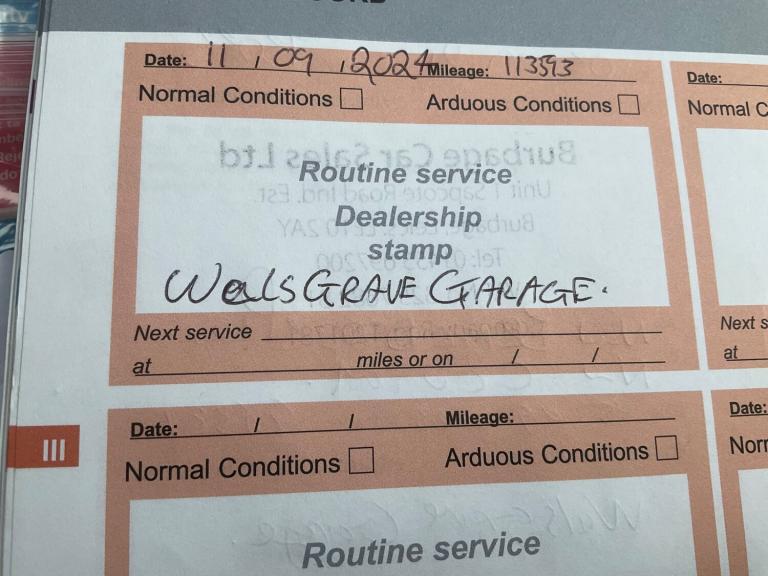 Date: 11 / 09 / 2024 Mileage: 113593
Normal Conditions Arduous Conditions
Routine service
Dealership
stamp
WalsGRAVE GARAGE.
Next service
at miles or on / /
Date:
Normal C
Next s
at
III
Date: / / Mileage:
Normal Conditions Arduous Conditions
Routine service
Date:
Norr